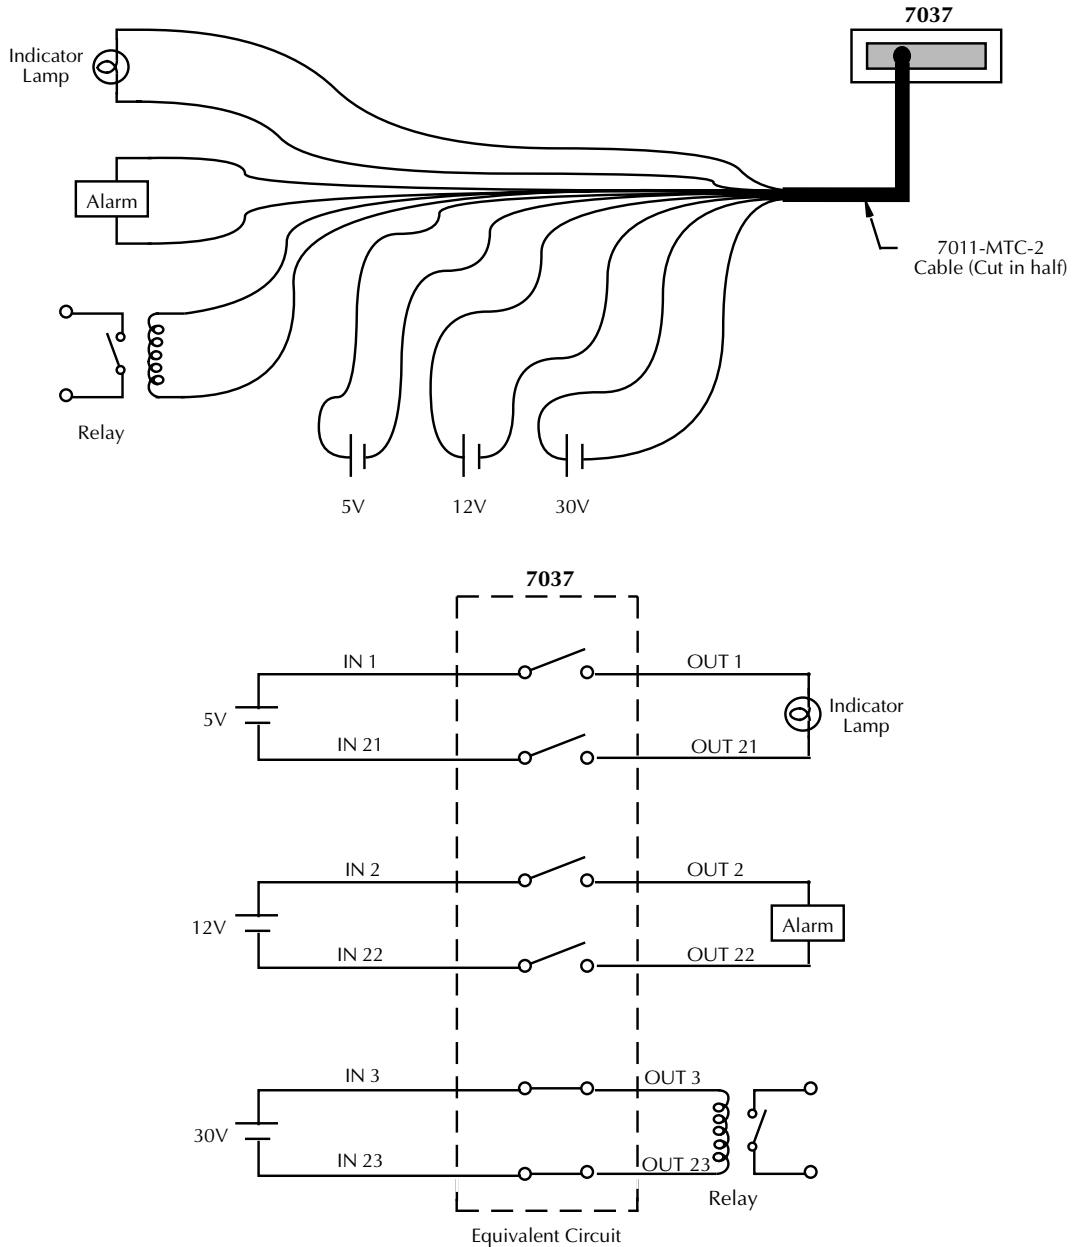 7037
Indicator
Lamp
Alarm
7011-MTC-2
Cable (Cut in half)
Relay
5V
12V
30V
7037
IN 1
OUT 1
5V
Indicator
Lamp
IN 21
OUT 21
IN 2
OUT 2
12V
Alarm
IN 22
OUT 22
IN 3
OUT 3
30V
IN 23
OUT 23
Relay
Equivalent Circuit